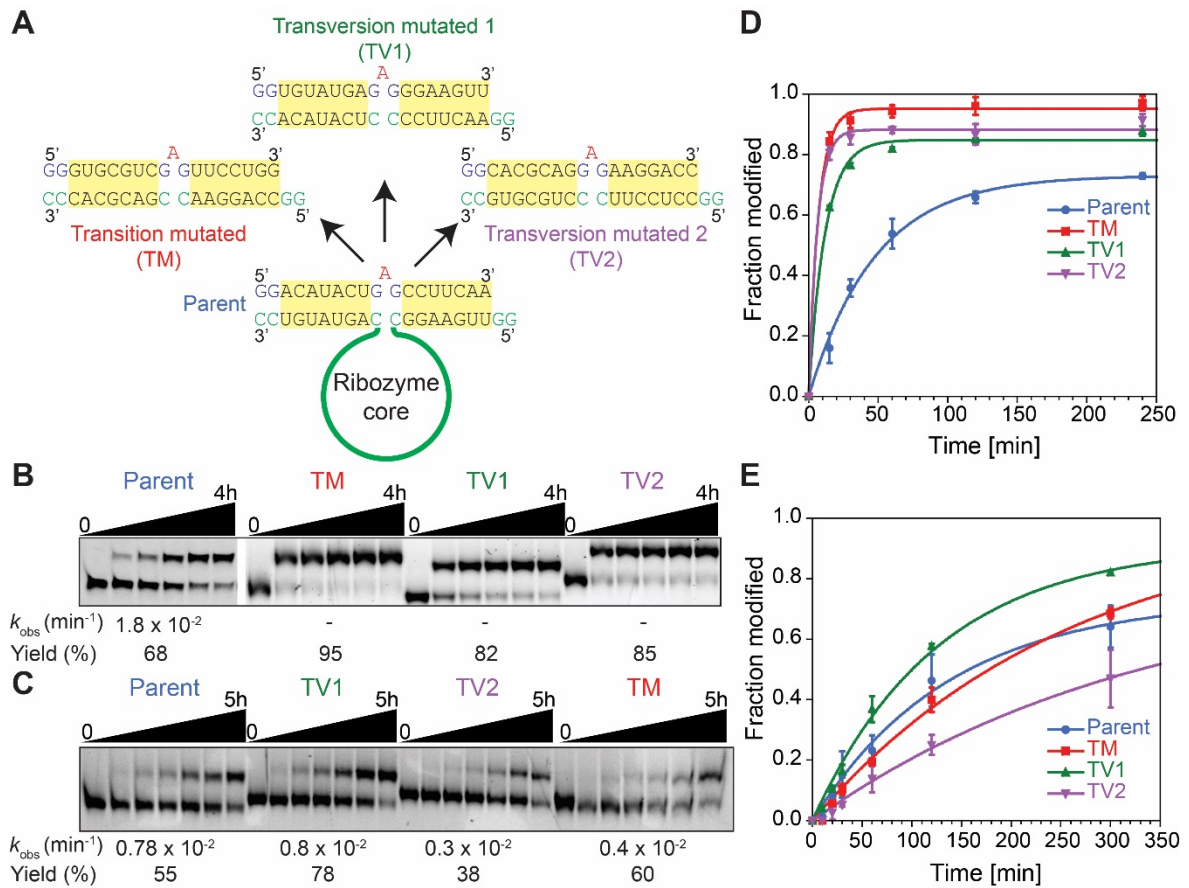 A
Transversion mutated 1
(TV1)
5' 3'
A
GGUGUAUGAG GGGAAGUU
CCACAUACUC CCCUUCAAGG
3' 5'
5' 3'
A
GGGUGCGUCG GUUCCUGG
CCCACGCAGC CAAGGACCGG
3' 5'
Transition mutated
(TM)
5' 3'
A
GGCACGCAGG GAAGGACC
CCGUGCGUCC CUUCCUCCGG
3' 5'
Transversion mutated 2
(TV2)
Parent
5' 3'
A
GGACAUACUG GCCUUCAA
CCUGUAUGAC CGGAAGUUGG
3' 5'
Ribozyme
core
B
Parent TM TV1 TV2
0 4h 0 4h 0 4h 0 4h
kobs (min-1) 1.8 x 10-2 - - -
Yield (%) 68 95 82 85
C
Parent TV1 TV2 TM
0 5h 0 5h 0 5h 0 5h
kobs (min-1) 0.78 x 10-2 0.8 x 10-2 0.3 x 10-2 0.4 x 10-2
Yield (%) 55 78 38 60
D
Fraction modified
1.0
0.8
0.6
0.4
0.2
0.0
Parent
TM
TV1
TV2
0 50 100 150 200 250
Time [min]
E
Fraction modified
1.0
0.8
0.6
0.4
0.2
0.0
Parent
TM
TV1
TV2
0 50 100 150 200 250 300 350
Time [min]